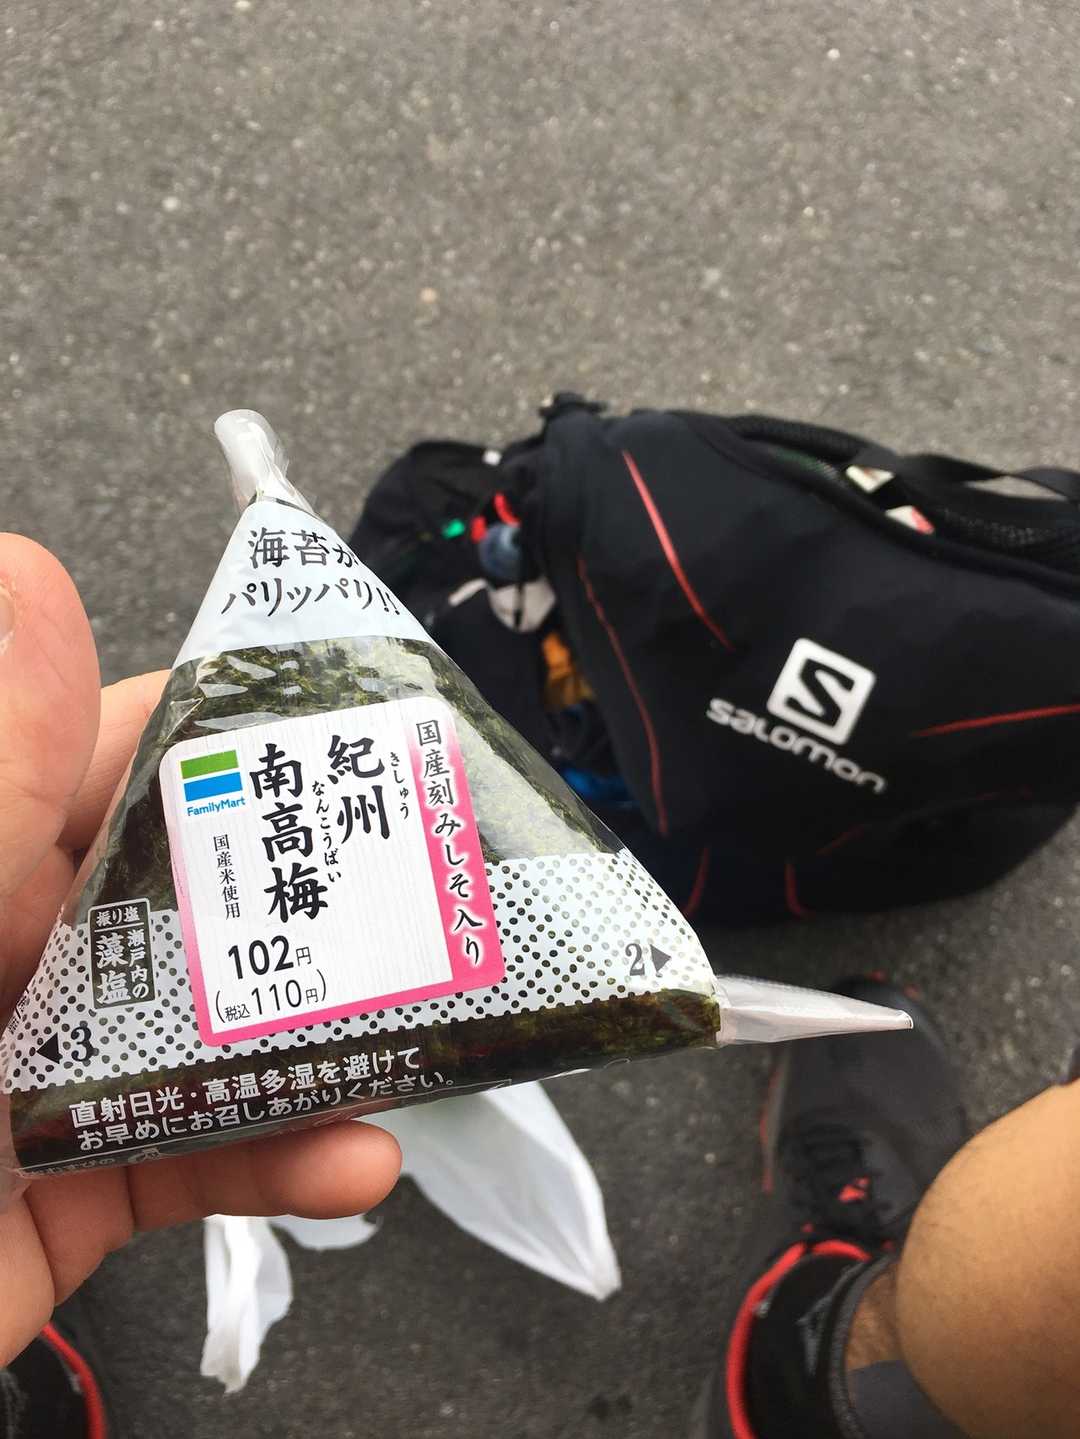 海苔が
パリッパリ!!
国産刻みしそ入り
紀州
きしゅう
南高梅
なんこうばい
国産米使用
FamilyMart
102円
(税込110円)
振り塩
瀬戸内の
藻塩
2▶
◀3
直射日光・高温多湿を避けて
お早めにお召しあがりください。
S
salomon